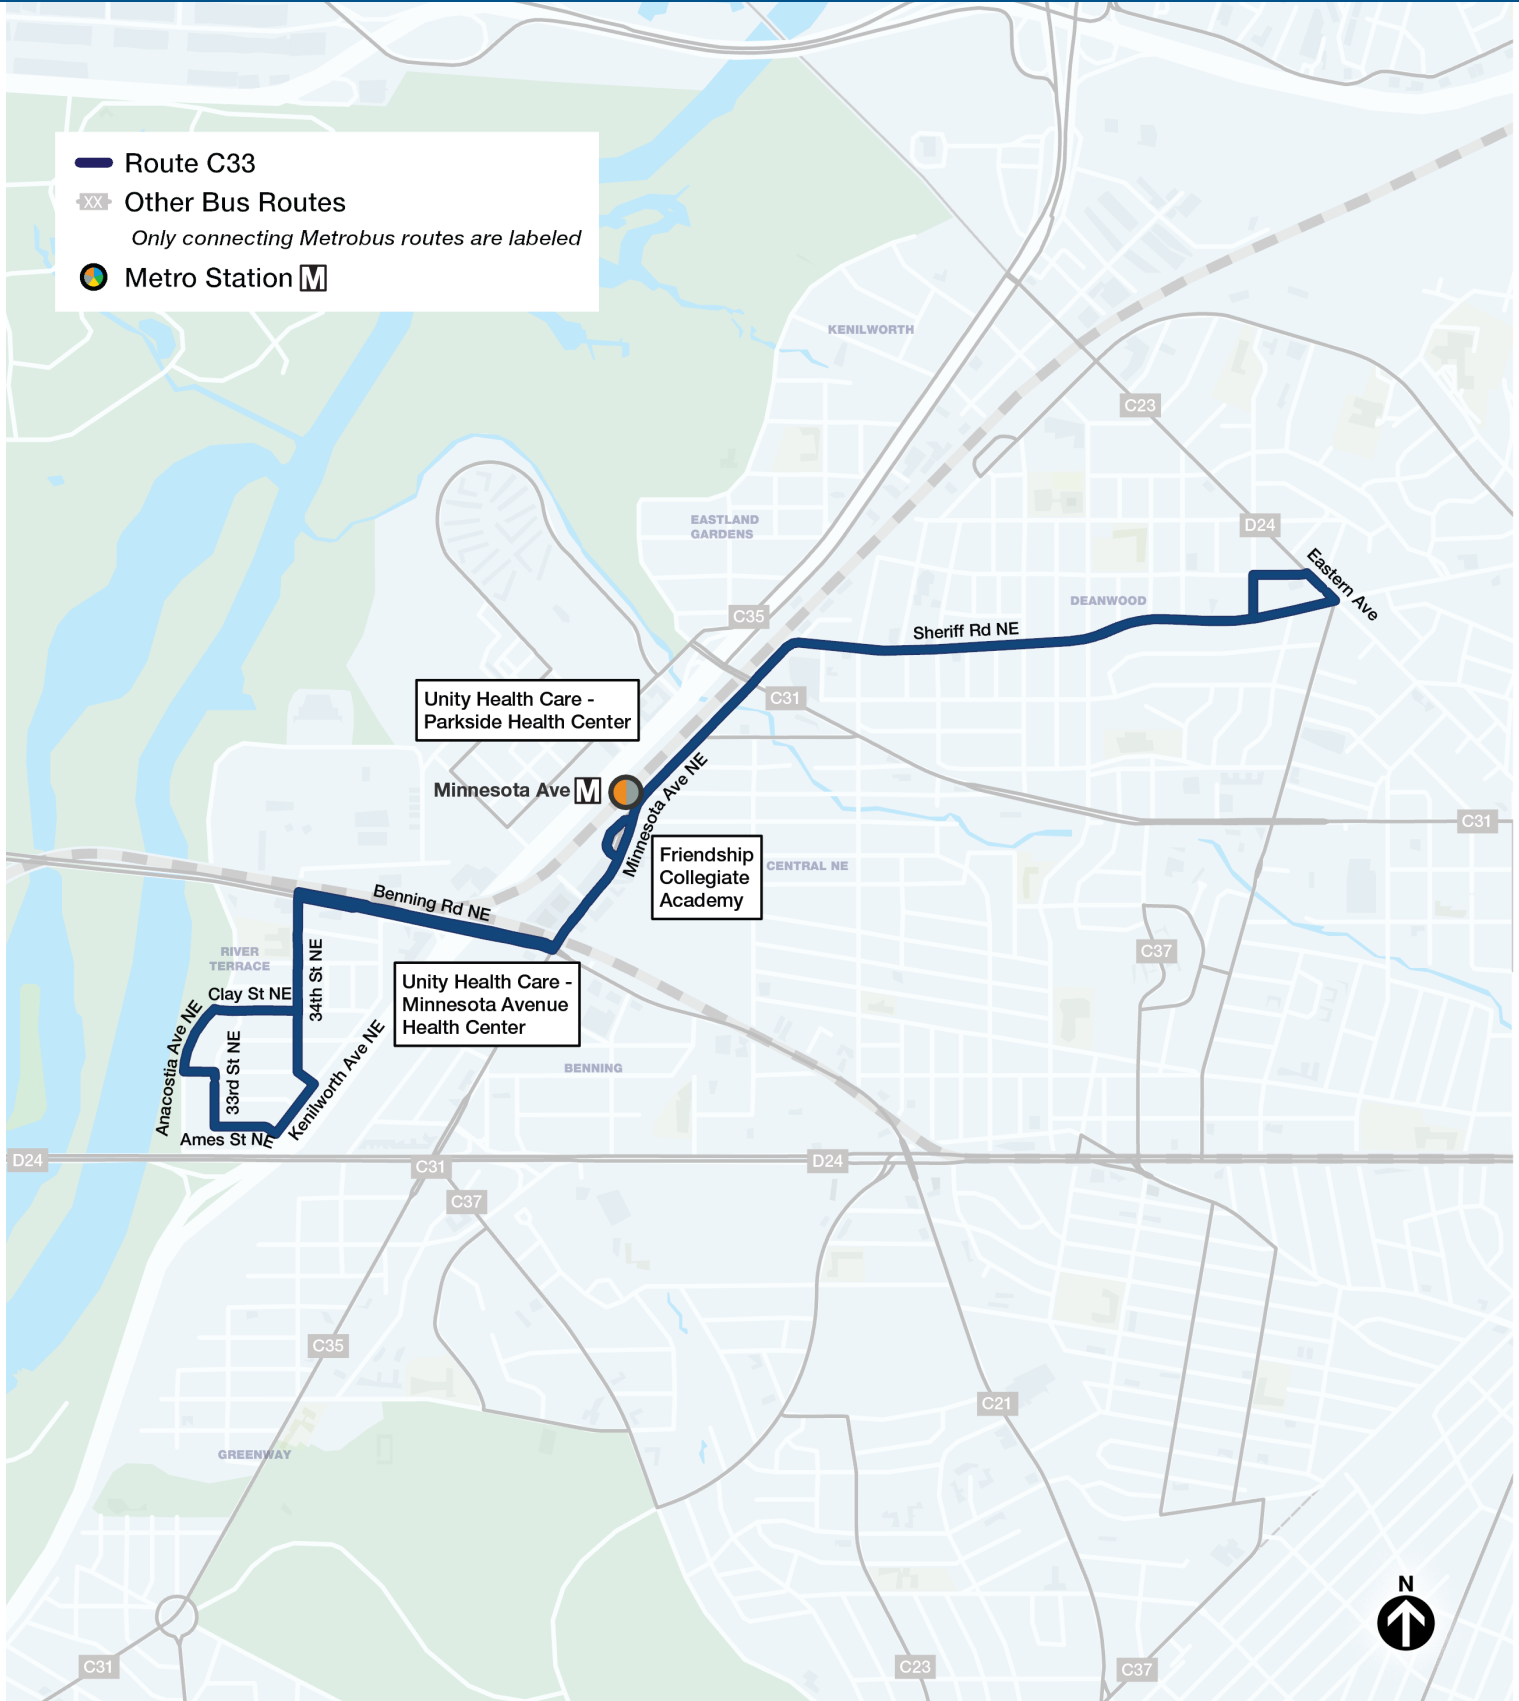 Route C33
XX
Other Bus Routes
Only connecting Metrobus routes are labeled
Metro Station M
KENILWORTH
C23
EASTLAND
GARDENS
D24
Eastern Ave
DEANWOOD
C35
Sheriff Rd NE
Unity Health Care -
Parkside Health Center
C31
Minnesota Ave M
Minnesota Ave NE
C31
Friendship
Collegiate
Academy
CENTRAL NE
Benning Rd NE
RIVER
TERRACE
C37
34th St NE
Clay St NE
Unity Health Care -
Minnesota Avenue
Health Center
Anacostia Ave NE
33rd St NE
Kenilworth Ave NE
BENNING
Ames St NE
D24
C31
D24
C37
C35
C21
GREENWAY
N
C31
C23
C37